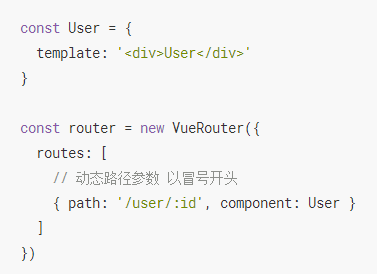 const User = {
  template: '<div>User</div>'
}
const router = new VueRouter({
  routes: [
    // 动态路径参数 以冒号开头
    { path: '/user/:id', component: User }
  ]
})